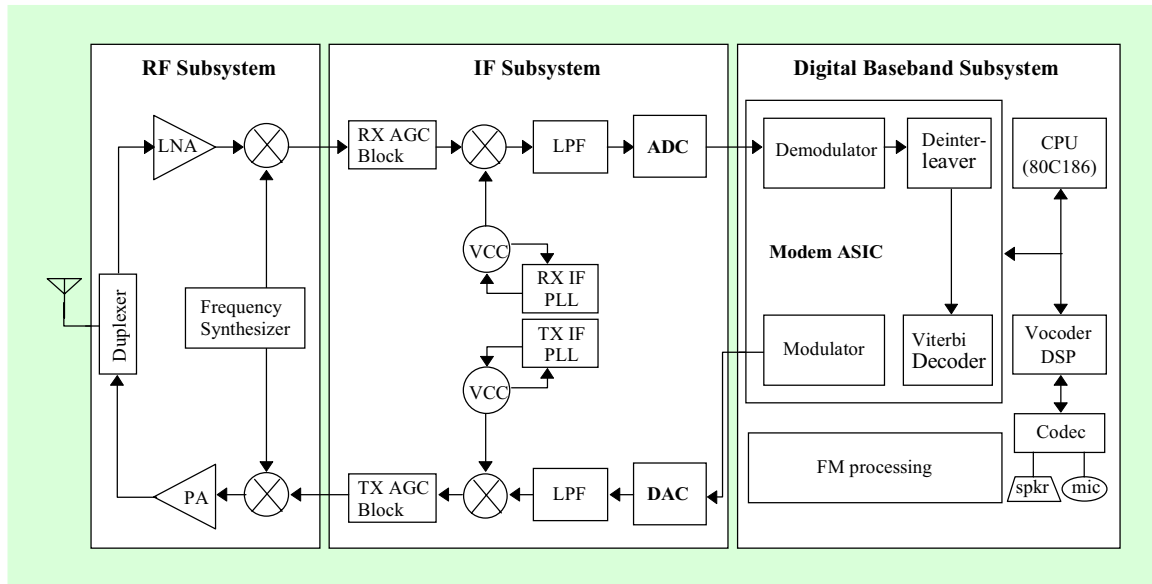 RF Subsystem
IF Subsystem
Digital Baseband Subsystem
LNA
RX AGC
Block
LPF
ADC
Demodulator
Deinter-
leaver
CPU
(80C186)
Modem ASIC
VCC
RX IF
PLL
Duplexer
Frequency
Synthesizer
TX IF
PLL
VCC
Modulator
Viterbi
Decoder
Vocoder
DSP
Codec
spkr
mic
FM processing
PA
TX AGC
Block
LPF
DAC